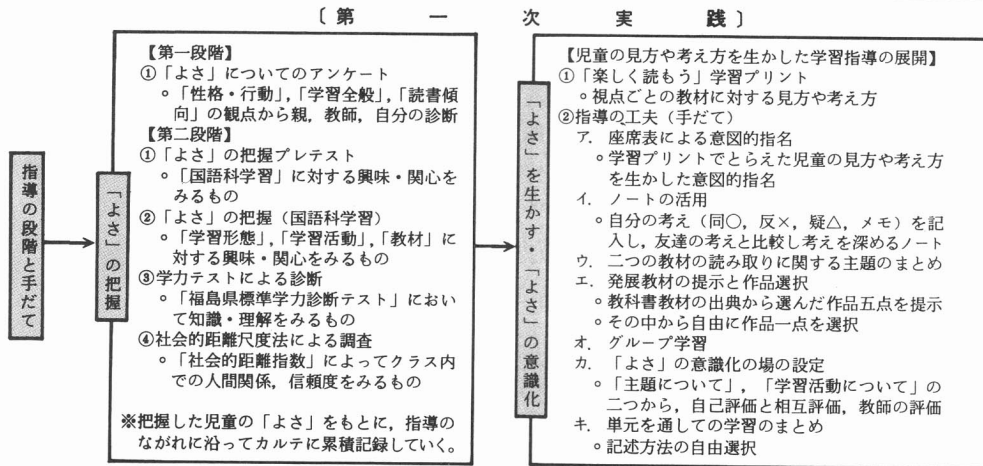 〔第一次実践〕
指導の段階と手だて
「よさ」の把握
【第一段階】
①「よさ」についてのアンケート
。「性格・行動」,「学習全般」,「読書傾
向」の観点から親,教師,自分の診断
【第二段階】
①「よさ」の把握プレテスト
。「国語科学習」に対する興味・関心を
みるもの
②「よさ」の把握(国語科学習)
。「学習形態」,「学習活動」,「教材」に
対する興味・関心をみるもの
③学力テストによる診断
。「福島県標準学力診断テスト」におい
て知識・理解をみるもの
④社会的距離尺度法による調査
。「社会的距離指数」によってクラス内
での人間関係,信頼度をみるもの
※把握した児童の「よさ」をもとに,指導の
ながれに沿ってカルテに累積記録していく。
「よさ」を生かす・「よさ」の意識化
【児童の見方や考え方を生かした学習指導の展開】
①「楽しく読もう」学習プリント
。視点ごとの教材に対する見方や考え方
②指導の工夫(手だて)
ア.座席表による意図的指名
。学習プリントでとらえた児童の見方や考え方
を生かした意図的指名
イ.ノートの活用
。自分の考え(同○,反×,疑△,メモ)を記
入し,友達の考えと比較し考えを深めるノート
ウ.二つの教材の読み取りに関する主題のまとめ
エ.発展教材の提示と作品選択
。教科書教材の出典から選んだ作品五点を提示
。その中から自由に作品一点を選択
オ.グループ学習
カ.「よさ」の意識化の場の設定
。「主題について」,「学習活動について」の
二つから,自己評価と相互評価,教師の評価
キ.単元を通しての学習のまとめ
。記述方法の自由選択